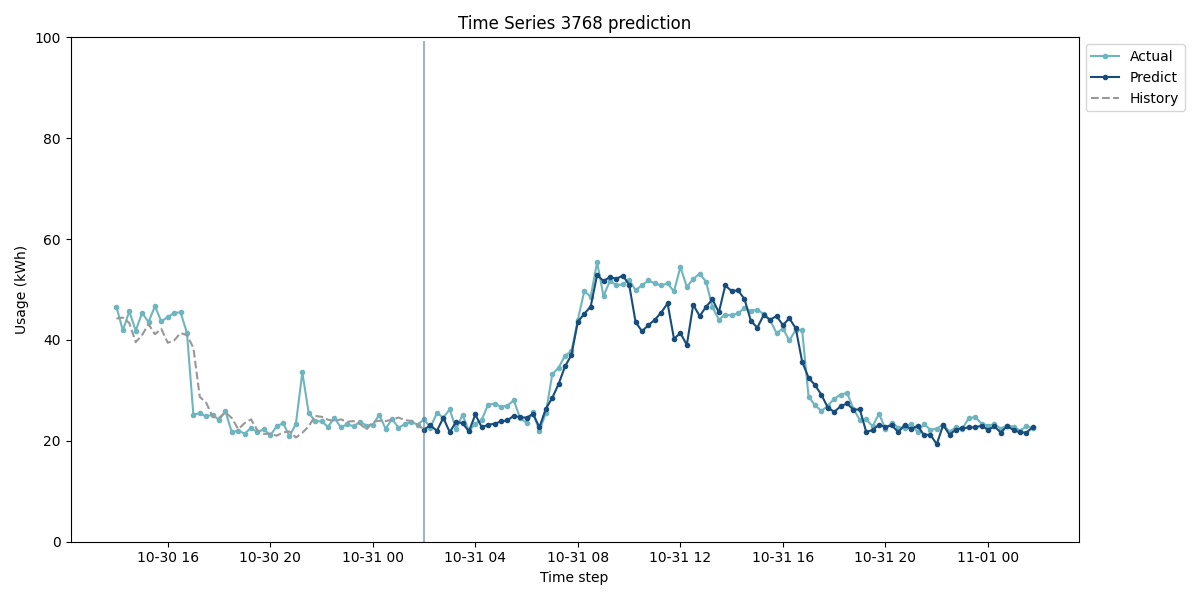 Time Series 3768 prediction
100
80
60
40
20
0
Usage (kWh)
10-30 16
10-30 20
10-31 00
10-31 04
10-31 08
10-31 12
10-31 16
10-31 20
11-01 00
Time step
Actual
Predict
History